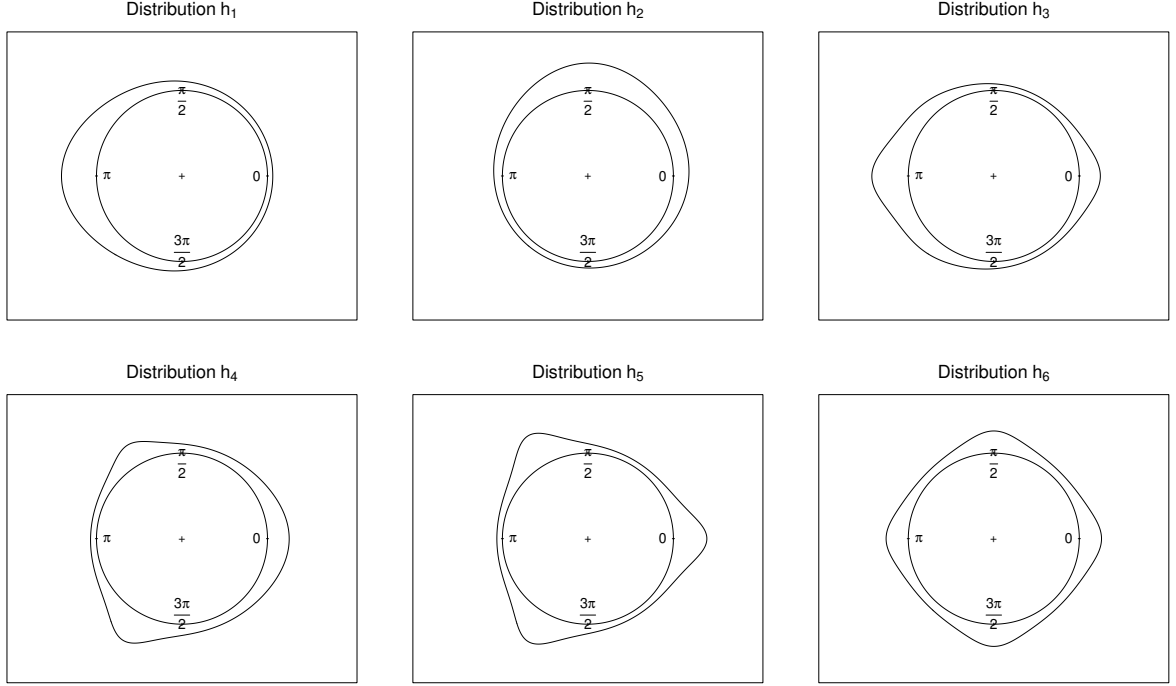 Distribution h₁
Distribution h₂
Distribution h₃
π/2
π
0
3π/2
π/2
π
0
3π/2
π/2
π
0
3π/2
Distribution h₄
Distribution h₅
Distribution h₆
π/2
π
0
3π/2
π/2
π
0
3π/2
π/2
π
0
3π/2